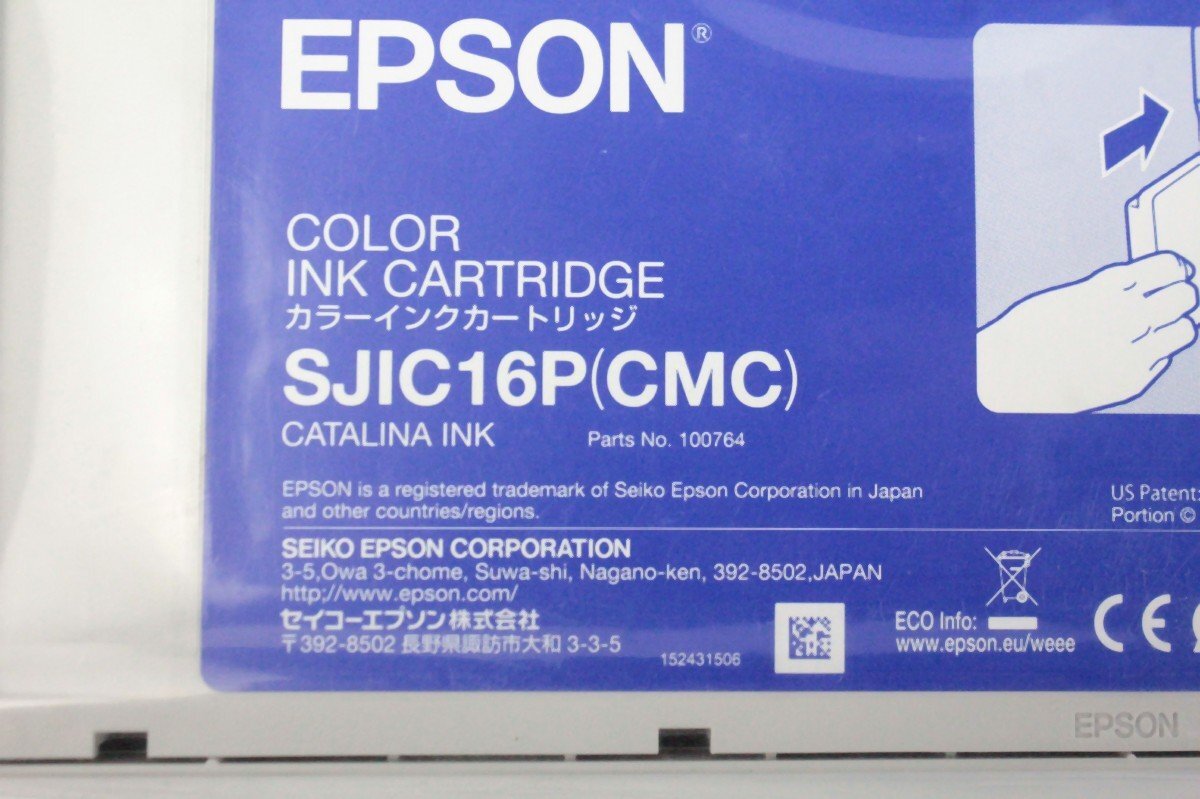 EPSON®
COLOR
INK CARTRIDGE
カラーインクカートリッジ
SJIC16P(CMC)
CATALINA INK Parts No. 100764
EPSON is a registered trademark of Seiko Epson Corporation in Japan
and other countries/regions.
US Patent:
Portion ©
SEIKO EPSON CORPORATION
3-5,Owa 3-chome, Suwa-shi, Nagano-ken, 392-8502,JAPAN
http://www.epson.com/
セイコーエプソン株式会社
〒392-8502 長野県諏訪市大和 3-3-5
152431506
ECO Info:
www.epson.eu/weee
CE
EPSON